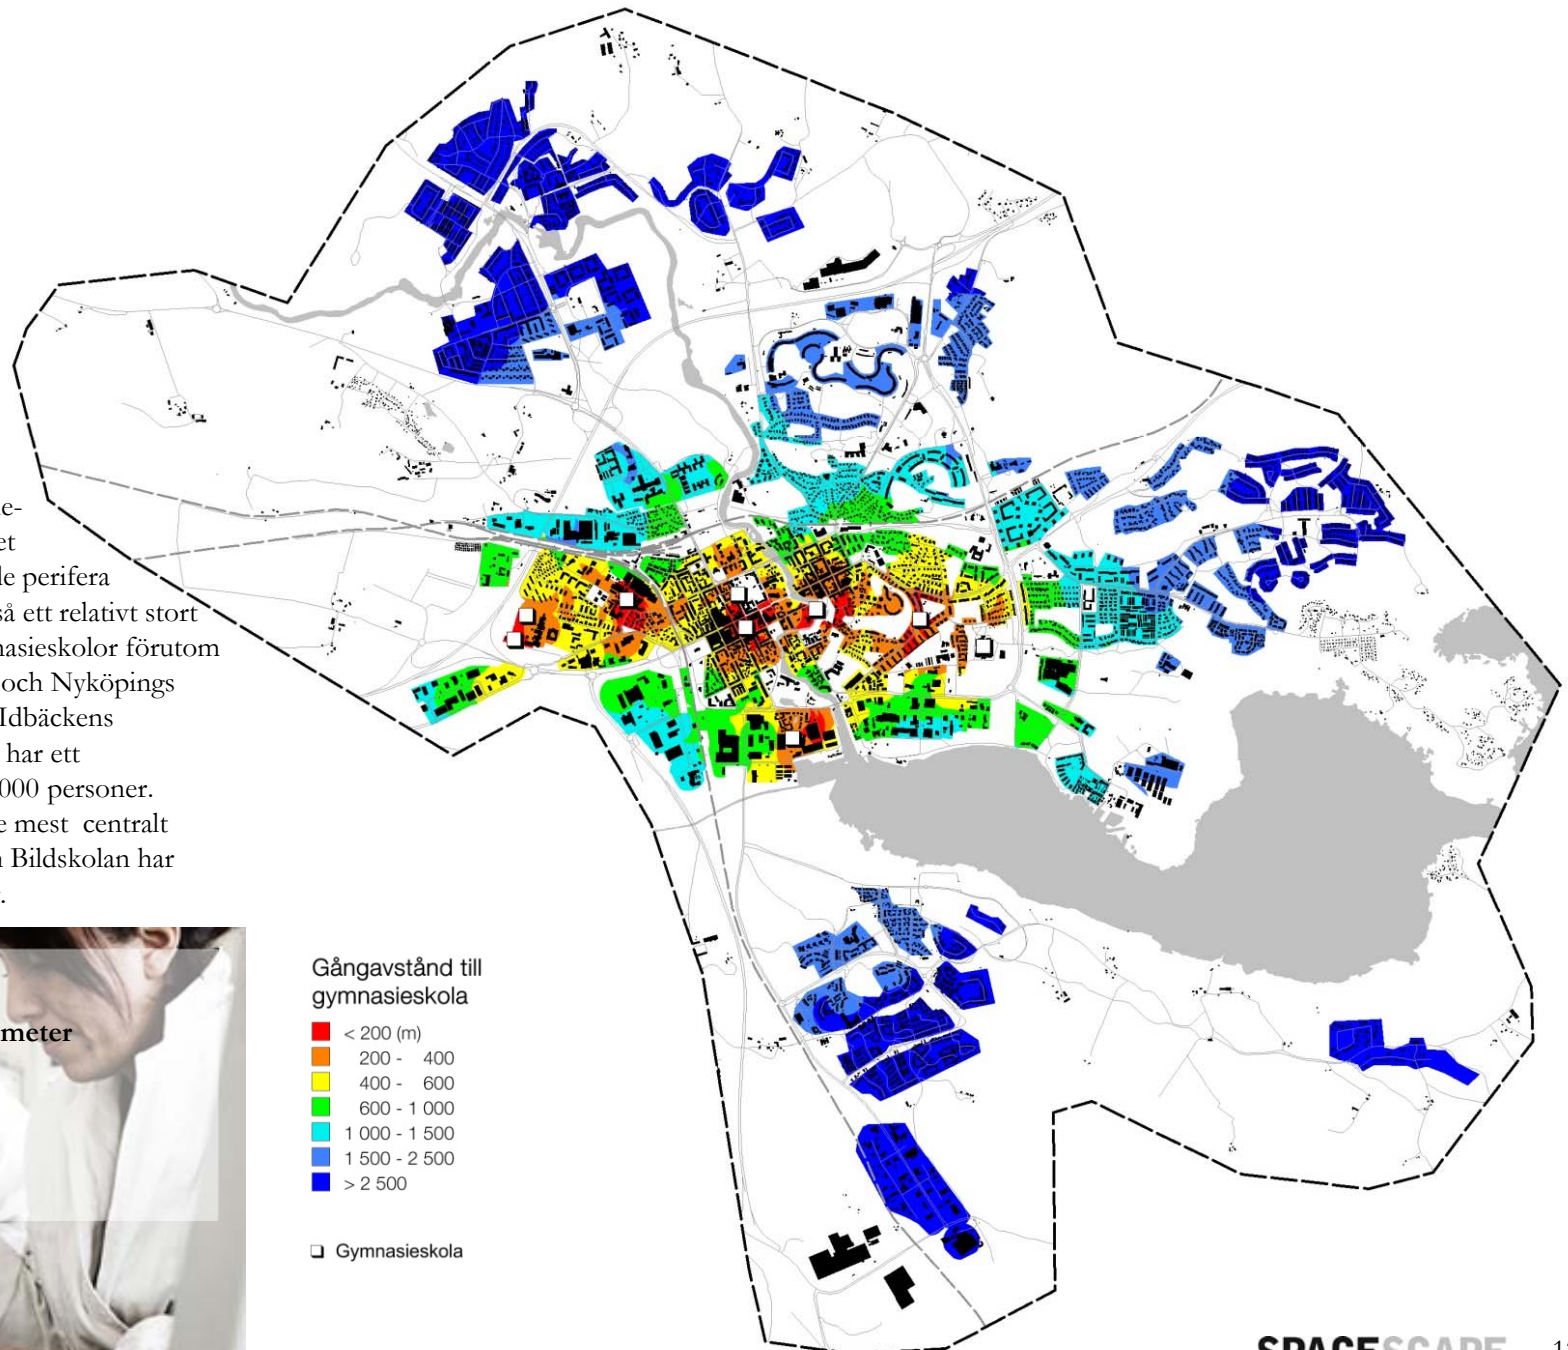 et
le perifera
så ett relativt stort
nasieskolor förutom
och Nyköpings
Idbäckens
har ett
000 personer.
e mest centralt
n Bildskolan har
meter
Gångavstånd till
gymnasieskola
< 200 (m)
200 - 400
400 - 600
600 - 1 000
1 000 - 1 500
1 500 - 2 500
> 2 500
Gymnasieskola
SPACESCAPE